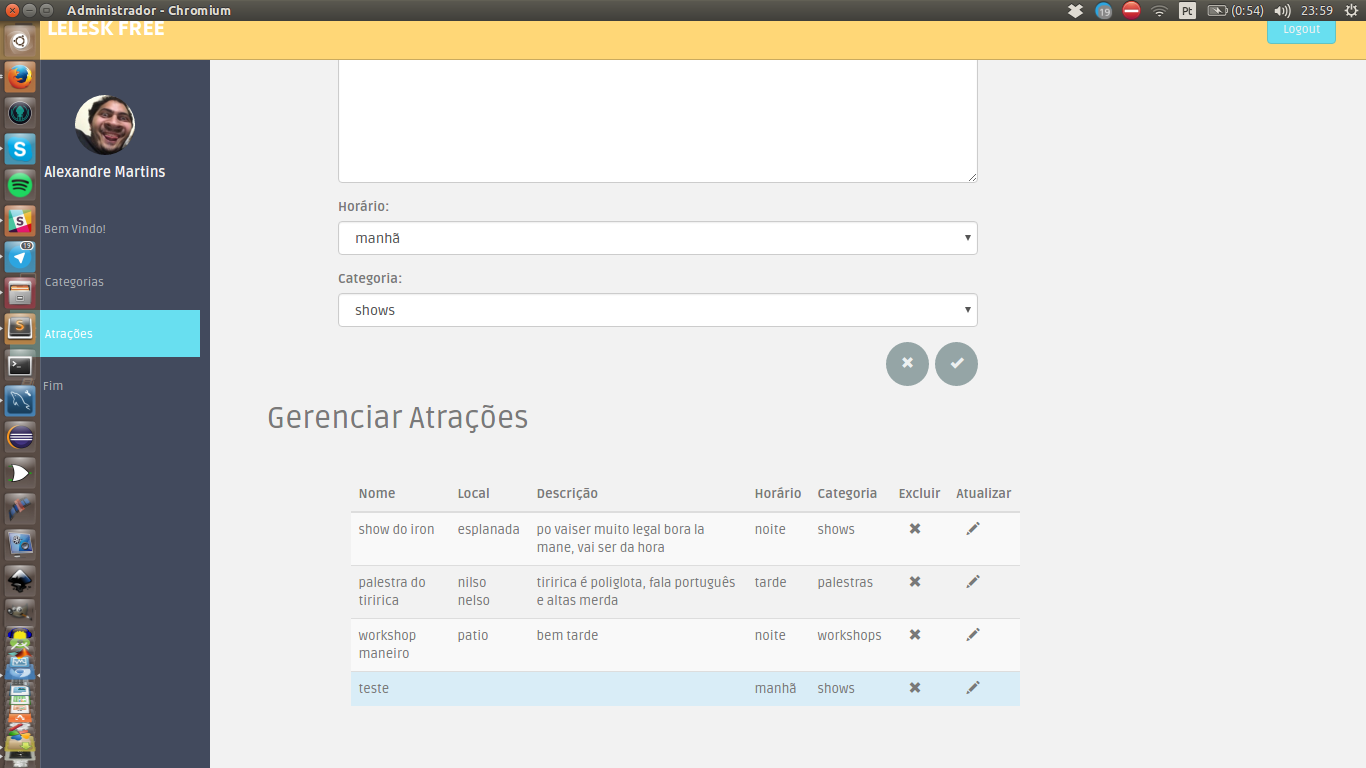 Administrador - Chromium
19
Pt
(0:54)
23:59
LELESK FREE
Logout
Alexandre Martins
Bem Vindo!
Categorias
Atrações
Fim
Horário:
manhã
Categoria:
shows
Gerenciar Atrações
Nome Local Descrição Horário Categoria Excluir Atualizar
show do iron esplanada po vaiser muito legal bora la noite shows
mane, vai ser da hora
palestra do nilso tiririca é poliglota, fala português tarde palestras
tiririca nelso e altas merda
workshop patio bem tarde noite workshops
maneiro
teste manhã shows